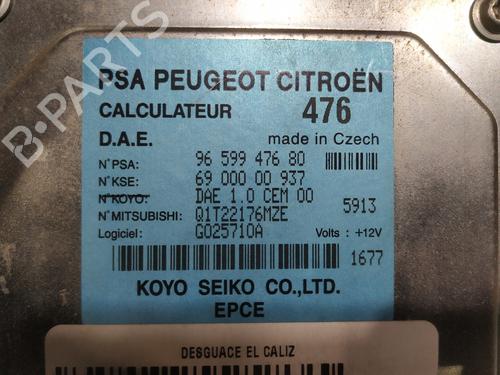 PSA PEUGEOT CITROËN
CALCULATEUR 476
D.A.E. made in Czech
N°PSA: 96 599 476 80
N°KSE: 69 000 00 937
N°KOYO: DAE 1.0 CEM 00
N°MITSUBISHI: Q1T22176MZE 5913
Logiciel: G025710A Volts : +12V
1677
KOYO SEIKO CO.,LTD.
EPCE
DESGUACE EL CALIZ
B-PARTS